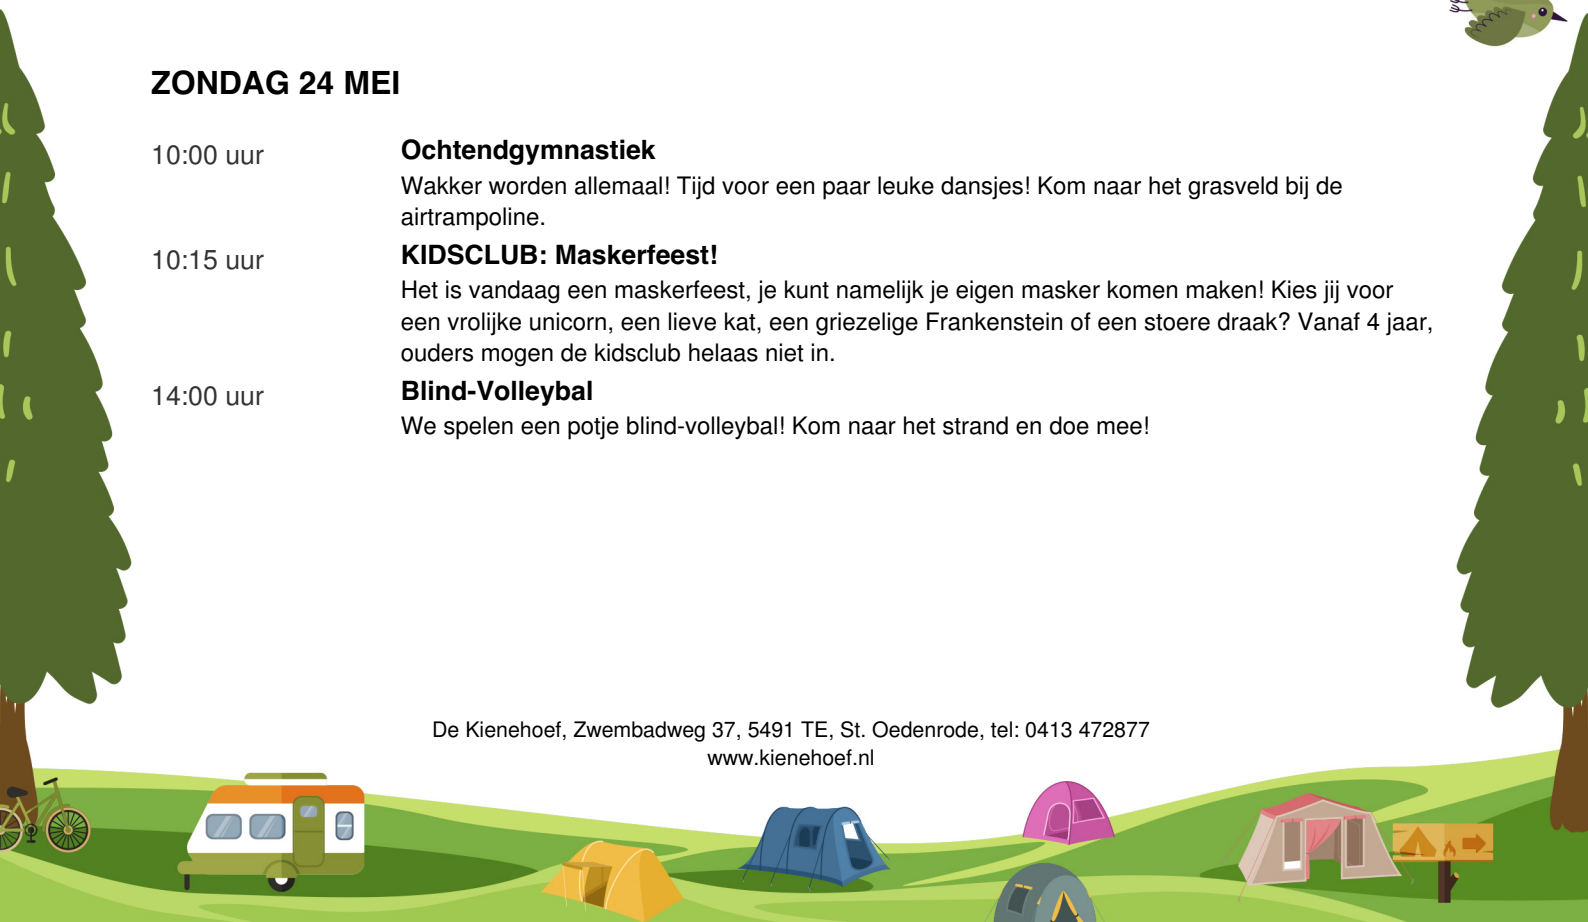 ZONDAG 24 MEI
10:00 uur
Ochtendgymnastiek
Wakker worden allemaal! Tijd voor een paar leuke dansjes! Kom naar het grasveld bij de
airtrampoline.
10:15 uur
KIDSCLUB: Maskerfeest!
Het is vandaag een maskerfeest, je kunt namelijk je eigen masker komen maken! Kies jij voor
een vrolijke unicorn, een lieve kat, een griezelige Frankenstein of een stoere draak? Vanaf 4 jaar,
ouders mogen de kidsclub helaas niet in.
14:00 uur
Blind-Volleybal
We spelen een potje blind-volleybal! Kom naar het strand en doe mee!
De Kienehoef, Zwembadweg 37, 5491 TE, St. Oedenrode, tel: 0413 472877
www.kienehoef.nl